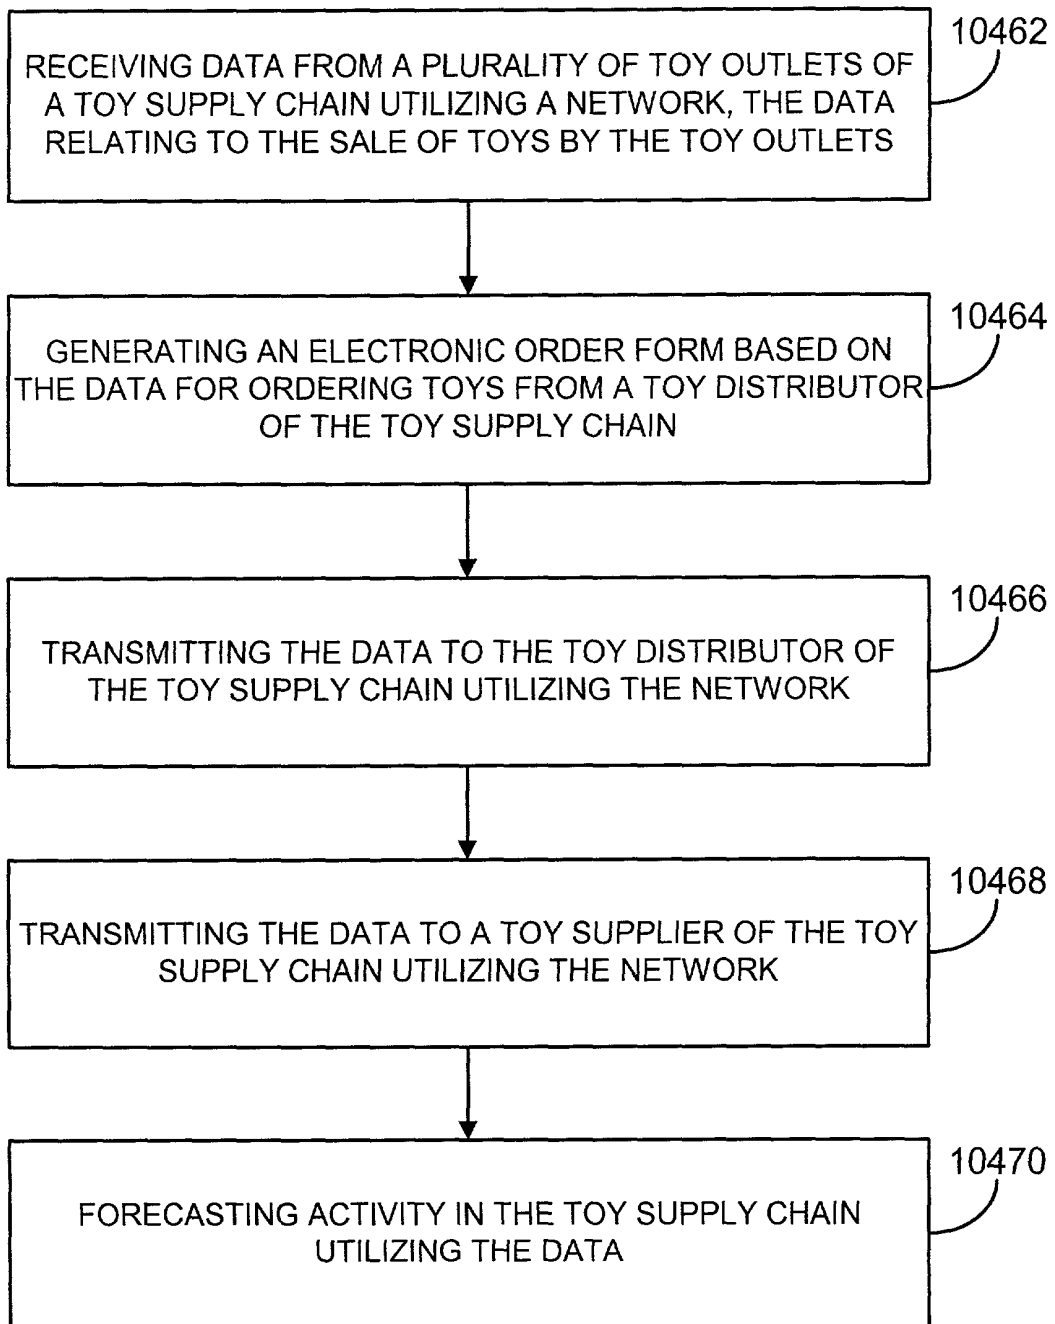 10462
RECEIVING DATA FROM A PLURALITY OF TOY OUTLETS OF
A TOY SUPPLY CHAIN UTILIZING A NETWORK, THE DATA
RELATING TO THE SALE OF TOYS BY THE TOY OUTLETS
10464
GENERATING AN ELECTRONIC ORDER FORM BASED ON
THE DATA FOR ORDERING TOYS FROM A TOY DISTRIBUTOR
OF THE TOY SUPPLY CHAIN
10466
TRANSMITTING THE DATA TO THE TOY DISTRIBUTOR OF
THE TOY SUPPLY CHAIN UTILIZING THE NETWORK
10468
TRANSMITTING THE DATA TO A TOY SUPPLIER OF THE TOY
SUPPLY CHAIN UTILIZING THE NETWORK
10470
FORECASTING ACTIVITY IN THE TOY SUPPLY CHAIN
UTILIZING THE DATA